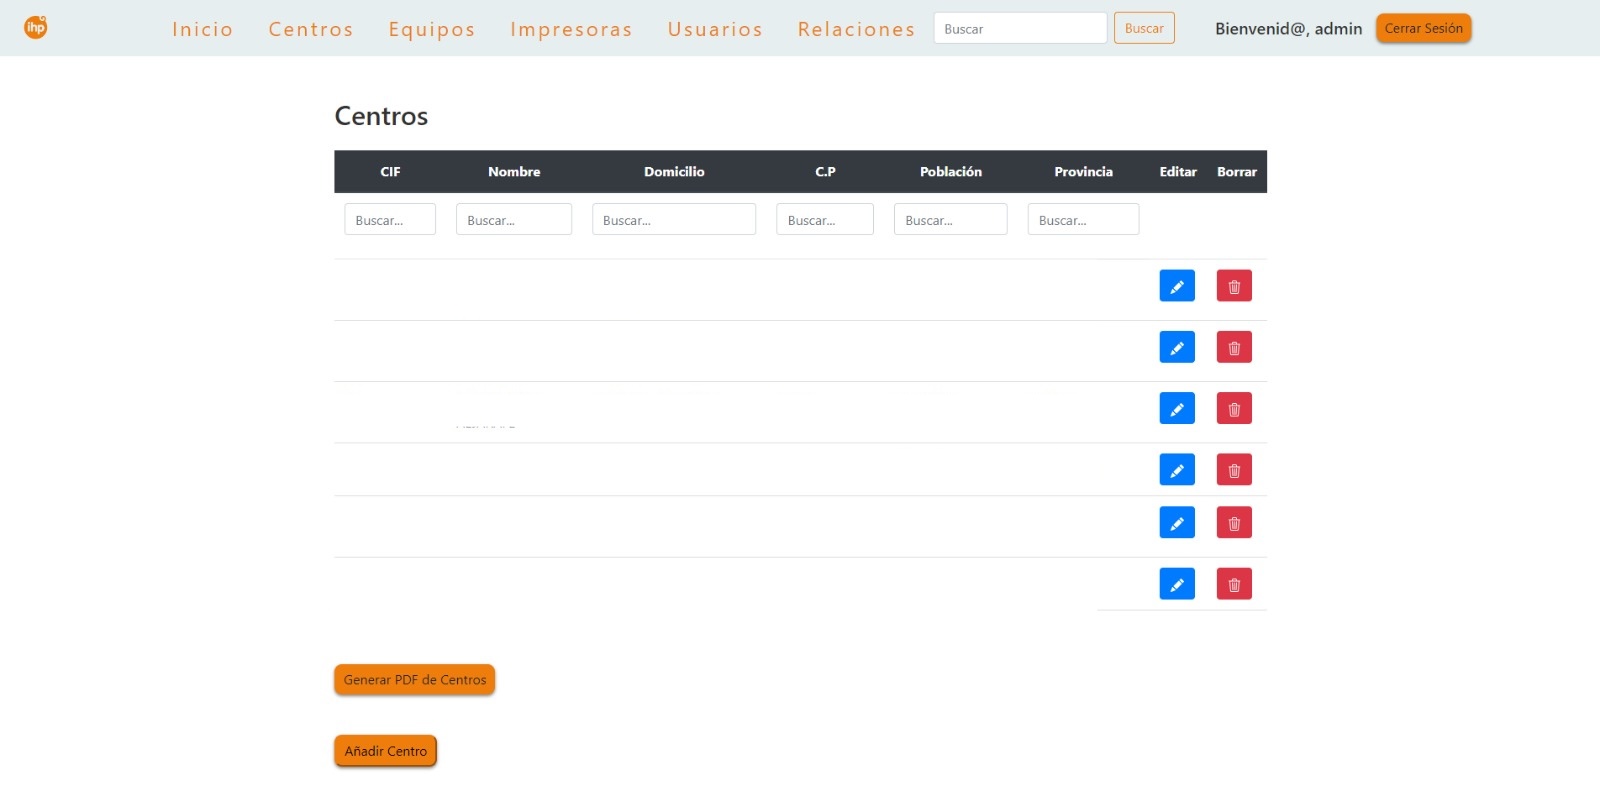 ihp Inicio Centros Equipos Impresoras Usuarios Relaciones Buscar Buscar Bienvenid@, admin Cerrar Sesión
Centros
CIF Nombre Domicilio C.P Población Provincia Editar Borrar
Buscar... Buscar... Buscar... Buscar... Buscar... Buscar...
Generar PDF de Centros
Añadir Centro